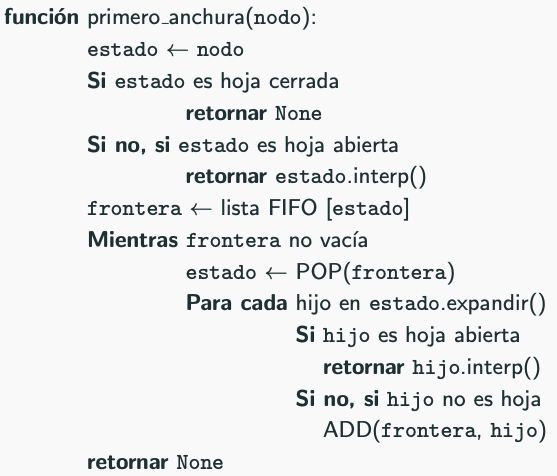 función primero_anchura(nodo):
estado ← nodo
Si estado es hoja cerrada
retornar None
Si no, si estado es hoja abierta
retornar estado.interp()
frontera ← lista FIFO [estado]
Mientras frontera no vacía
estado ← POP(frontera)
Para cada hijo en estado.expandir()
Si hijo es hoja abierta
retornar hijo.interp()
Si no, si hijo no es hoja
ADD(frontera, hijo)
retornar None